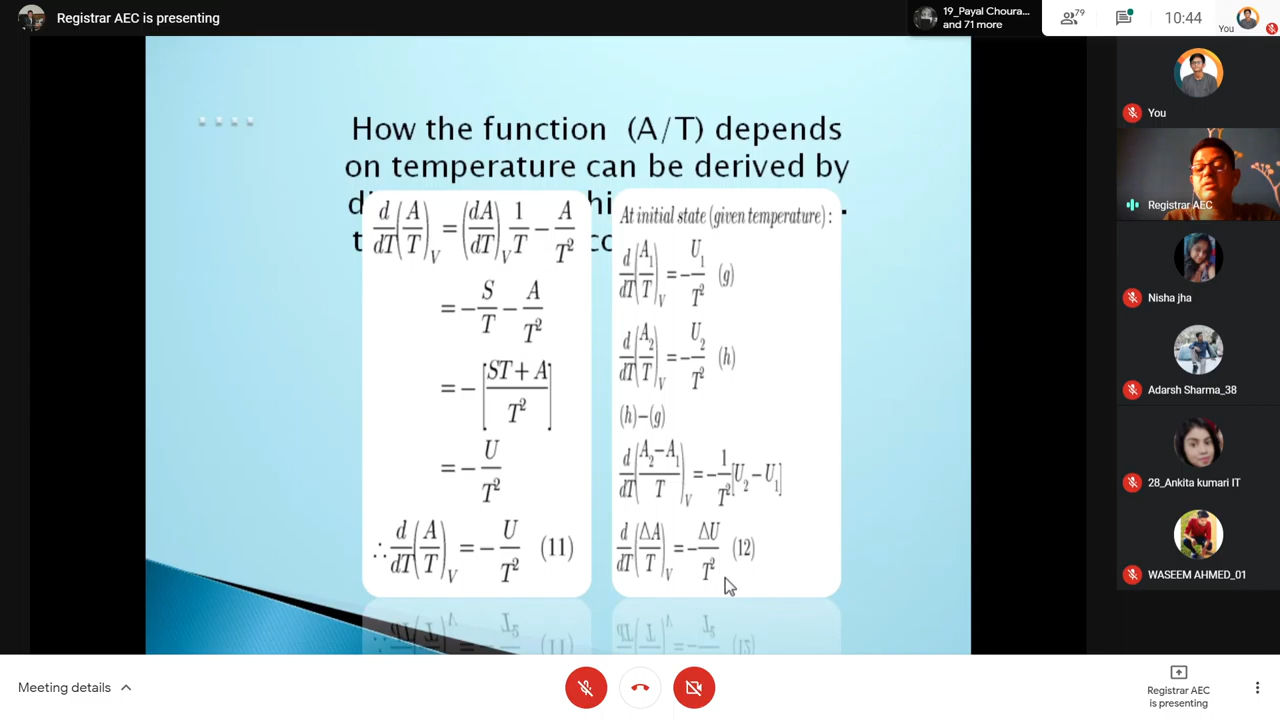 Registrar AEC is presenting
19_Payal Choura...
and 71 more
79
10:44
You
How the function (A/T) depends
on temperature can be derived by
d/dT(A/T)_V = (dA/dT)_V 1/T − A/T²
= − S/T − A/T²
= − [ST + A / T²]
= − U/T²
∴ d/dT(A/T)_V = − U/T² (11)
At initial state (given temperature) :
d/dT(A₁/T)_V = − U₁/T² (g)
d/dT(A₂/T)_V = − U₂/T² (h)
(h) − (g)
d/dT(A₂ − A₁/T)_V = − 1/T² [U₂ − U₁]
d/dT(ΔA/T)_V = − ΔU/T² (12)
You
Registrar AEC
Nisha jha
Adarsh Sharma_38
28_Ankita kumari IT
WASEEM AHMED_01
Meeting details
Registrar AEC
is presenting